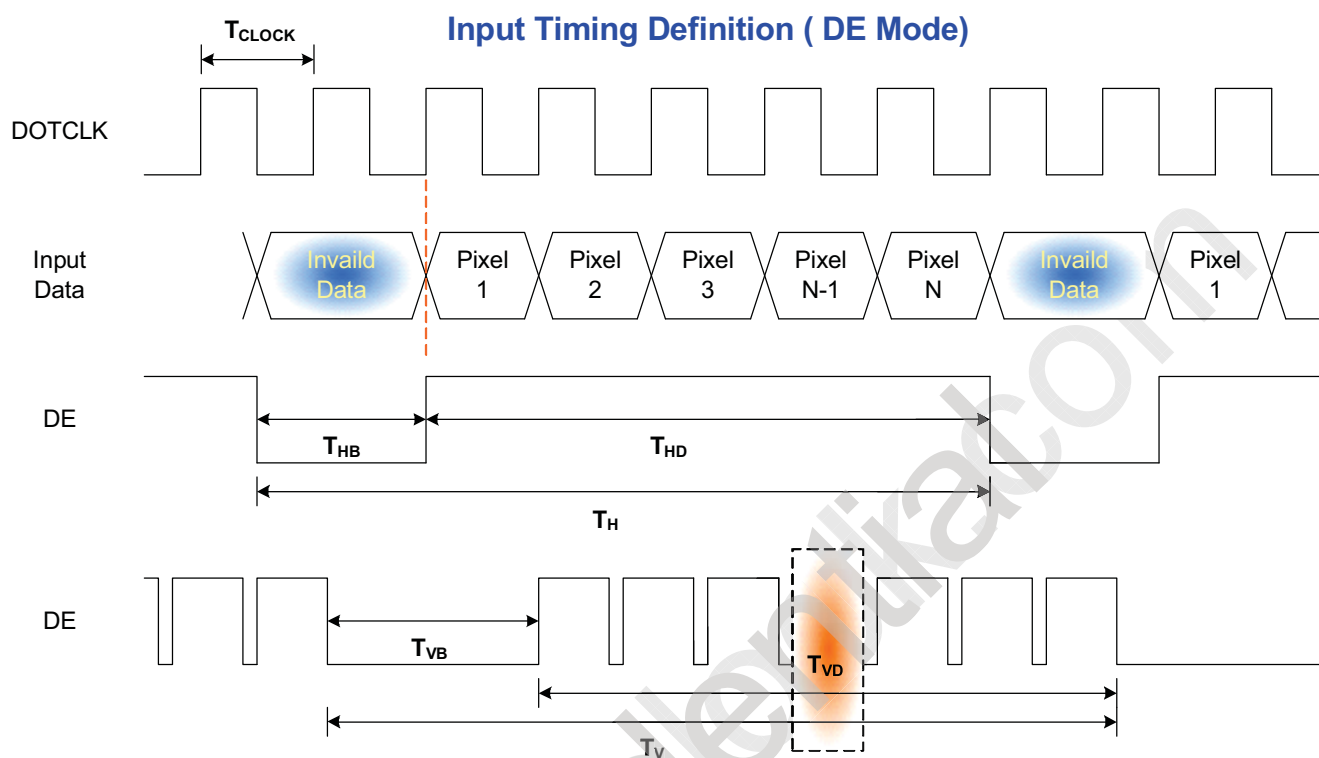 Input Timing Definition ( DE Mode)
TCLOCK
DOTCLK
Input
Data
Invaild
Data
Pixel
1
Pixel
2
Pixel
3
Pixel
N-1
Pixel
N
Invaild
Data
Pixel
1
DE
THB
THD
TH
DE
TVB
TVD
TV